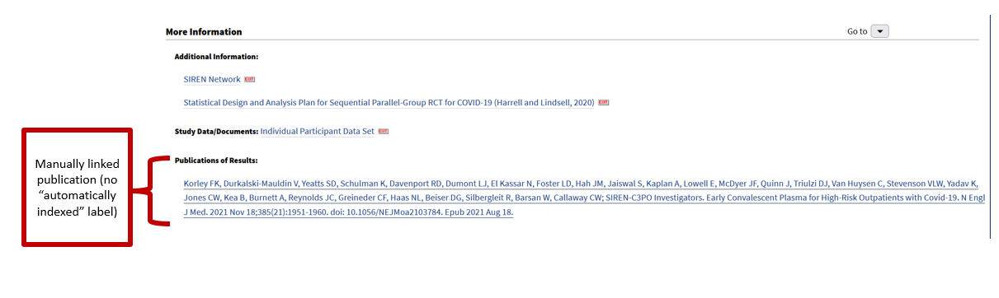 More Information
Go to
Additional Information:
SIREN Network EXIT
Statistical Design and Analysis Plan for Sequential Parallel-Group RCT for COVID-19 (Harrell and Lindsell, 2020) EXIT
Study Data/Documents: Individual Participant Data Set EXIT
Manually linked
publication (no
“automatically
indexed” label)
Publications of Results:
Korley FK, Durkalski-Mauldin V, Yeatts SD, Schulman K, Davenport RD, Dumont LJ, El Kassar N, Foster LD, Hah JM, Jaiswal S, Kaplan A, Lowell E, McDyer JF, Quinn J, Triulzi DJ, Van Huysen C, Stevenson VLW, Yadav K,
Jones CW, Kea B, Burnett A, Reynolds JC, Greineder CF, Haas NL, Beiser DG, Silbergleit R, Barsan W, Callaway CW; SIREN-C3PO Investigators. Early Convalescent Plasma for High-Risk Outpatients with Covid-19. N Engl
J Med. 2021 Nov 18;385(21):1951-1960. doi: 10.1056/NEJMoa2103784. Epub 2021 Aug 18.